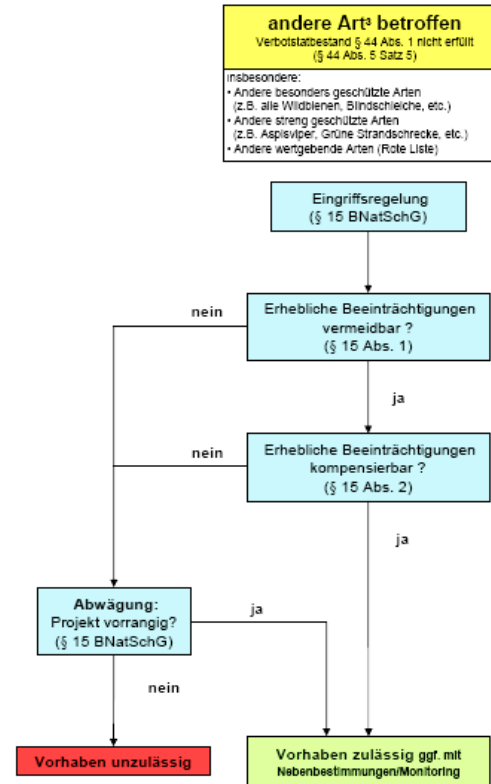 andere Art³ betroffen
Verbotstatbestand § 44 Abs. 1 nicht erfüllt
(§ 44 Abs. 5 Satz 5)
insbesondere:
• Andere besonders geschützte Arten
(z.B. alle Wildbienen, Blindschleiche, etc.)
• Andere streng geschützte Arten
(z.B. Aspisviper, Grüne Strandschrecke, etc.)
• Andere wertgebende Arten (Rote Liste)
Eingriffsregelung
(§ 15 BNatSchG)
nein
Erhebliche Beeinträchtigungen
vermeidbar ?
(§ 15 Abs. 1)
ja
nein
Erhebliche Beeinträchtigungen
kompensierbar ?
(§ 15 Abs. 2)
ja
Abwägung:
Projekt vorrangig?
(§ 15 BNatSchG)
ja
nein
Vorhaben unzulässig
Vorhaben zulässig ggf. mit
Nebenbestimmungen/Monitoring